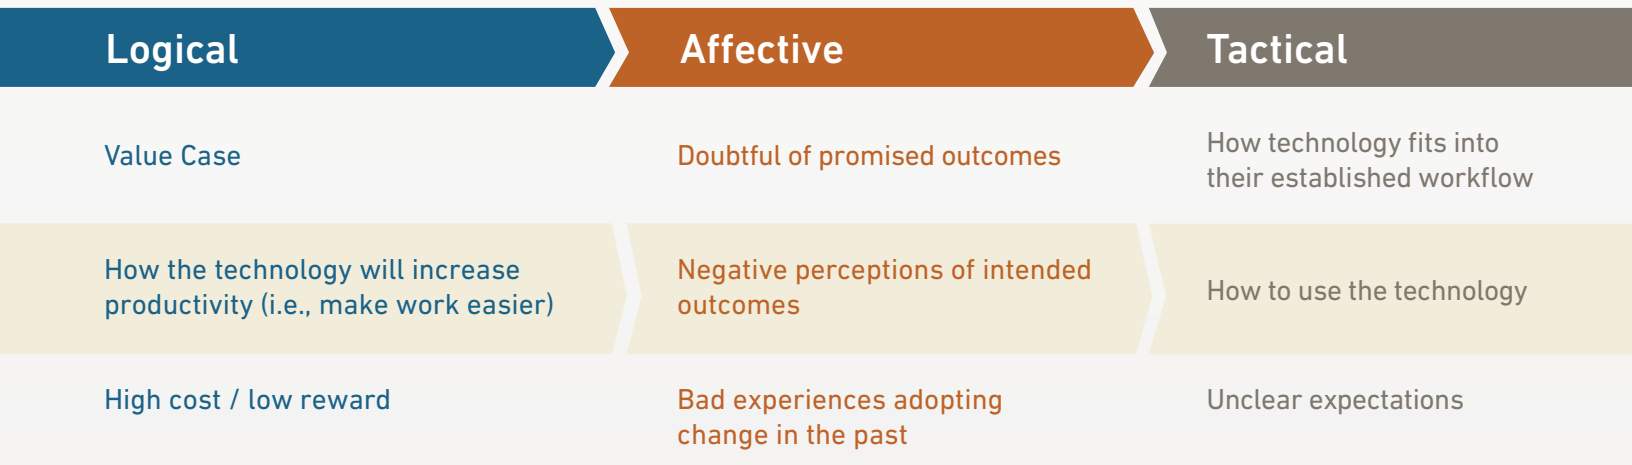 Logical
Affective
Tactical
Value Case
Doubtful of promised outcomes
How technology fits into
their established workflow
How the technology will increase
productivity (i.e., make work easier)
Negative perceptions of intended
outcomes
How to use the technology
High cost / low reward
Bad experiences adopting
change in the past
Unclear expectations